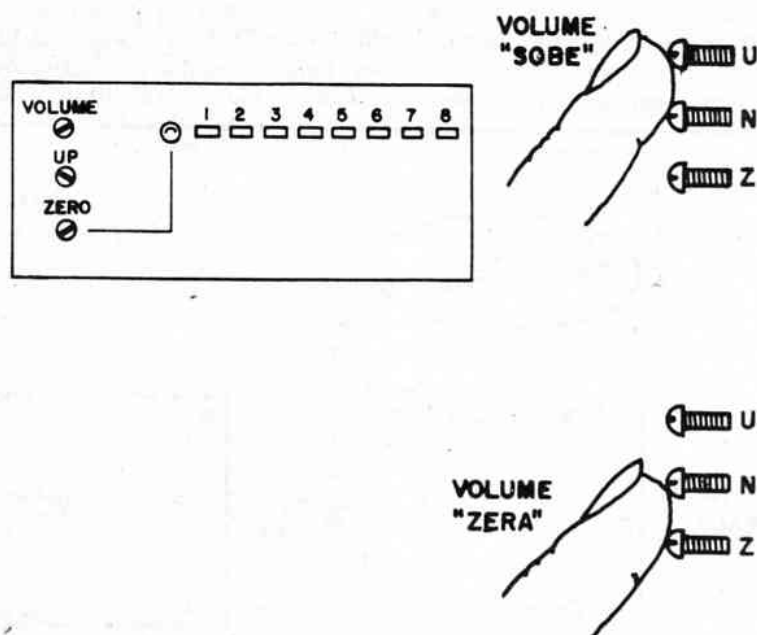 VOLUME
1 2 3 4 5 6 7 8
UP
ZERO
VOLUME
"SOBE"
U
N
Z
VOLUME
"ZERA"
U
N
Z